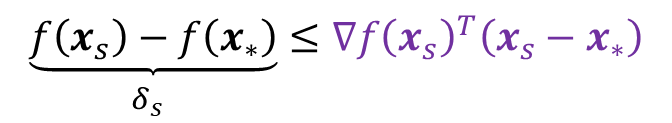 f(x_s) − f(x_*) ≤ ∇f(x_s)^T(x_s − x_*)
δ_s